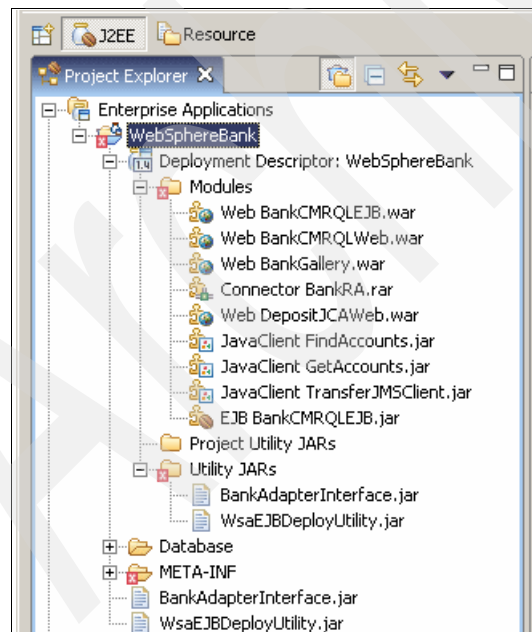 J2EE Resource
Project Explorer
Enterprise Applications
WebSphereBank
1.4 Deployment Descriptor: WebSphereBank
Modules
Web BankCMRQLEJB.war
Web BankCMRQLWeb.war
Web BankGallery.war
Connector BankRA.rar
Web DepositJCAWeb.war
JavaClient FindAccounts.jar
JavaClient GetAccounts.jar
JavaClient TransferJMSClient.jar
EJB BankCMRQLEJB.jar
Project Utility JARs
Utility JARs
BankAdapterInterface.jar
WsaEJBDeployUtility.jar
Database
META-INF
BankAdapterInterface.jar
WsaEJBDeployUtility.jar